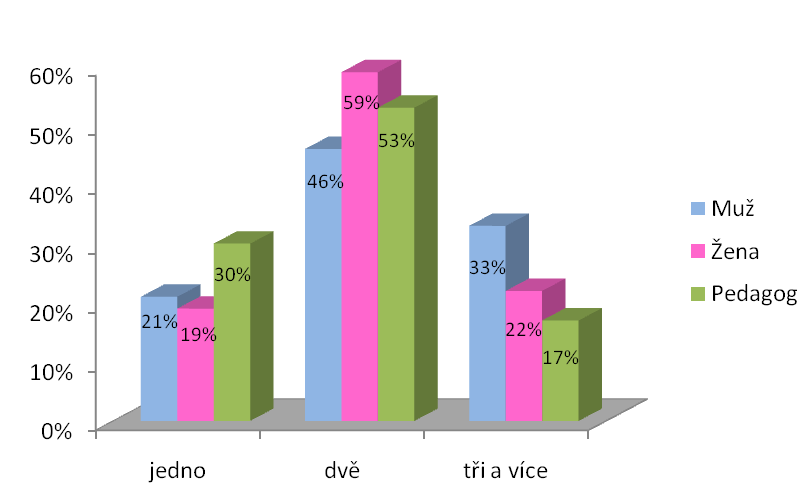 60%
50%
40%
30%
20%
10%
0%
21%
19%
30%
46%
59%
53%
33%
22%
17%
jedno
dvě
tři a více
Muž
Žena
Pedagog